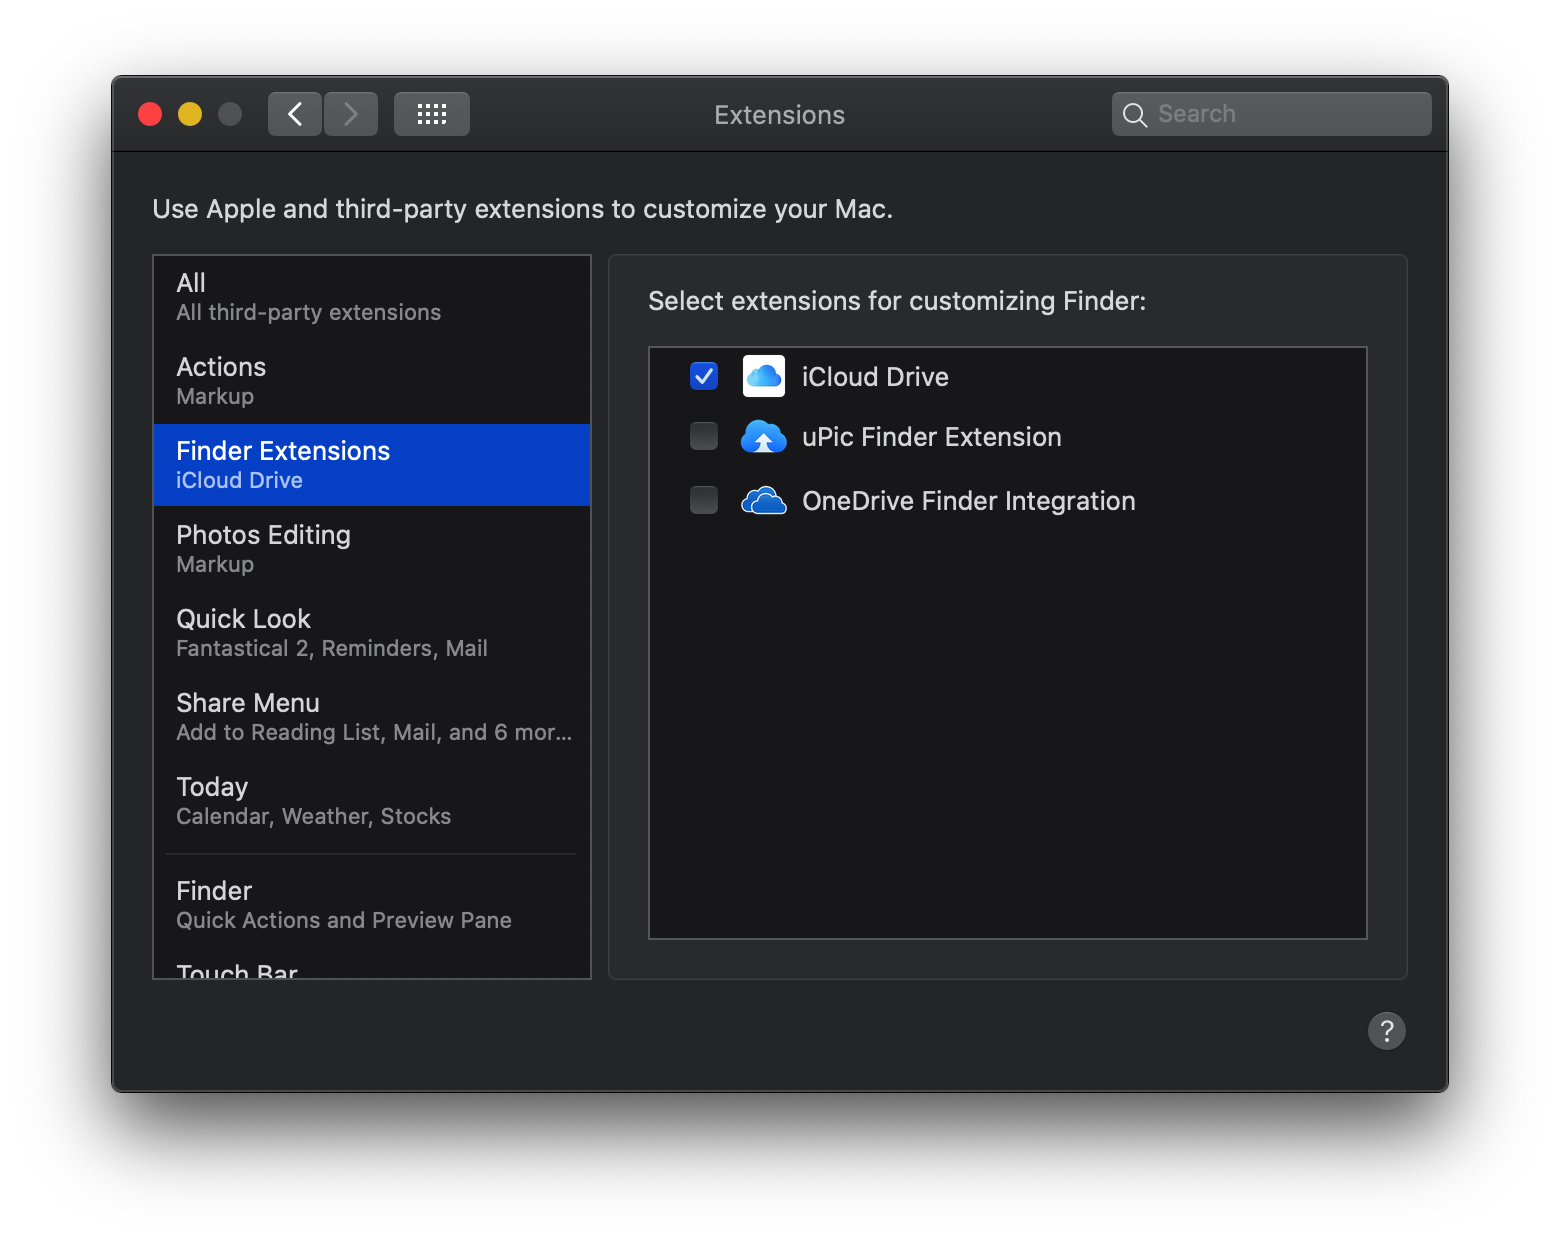 Extensions
Search
Use Apple and third-party extensions to customize your Mac.
All
All third-party extensions
Actions
Markup
Finder Extensions
iCloud Drive
Photos Editing
Markup
Quick Look
Fantastical 2, Reminders, Mail
Share Menu
Add to Reading List, Mail, and 6 mor...
Today
Calendar, Weather, Stocks
Finder
Quick Actions and Preview Pane
Touch Bar
Select extensions for customizing Finder:
iCloud Drive
uPic Finder Extension
OneDrive Finder Integration
?